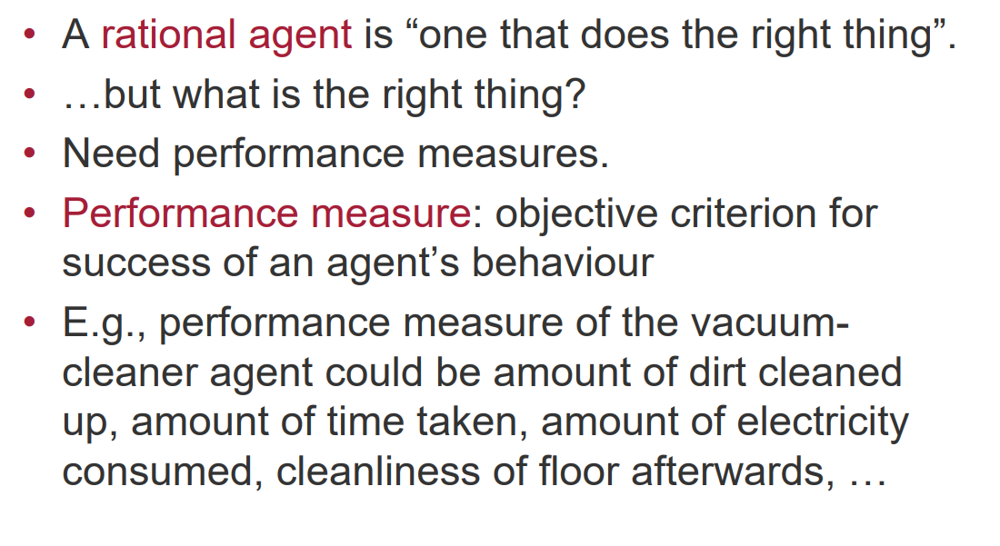 • A rational agent is “one that does the right thing”.
• …but what is the right thing?
• Need performance measures.
• Performance measure: objective criterion for
success of an agent’s behaviour
• E.g., performance measure of the vacuum-
cleaner agent could be amount of dirt cleaned
up, amount of time taken, amount of electricity
consumed, cleanliness of floor afterwards, …